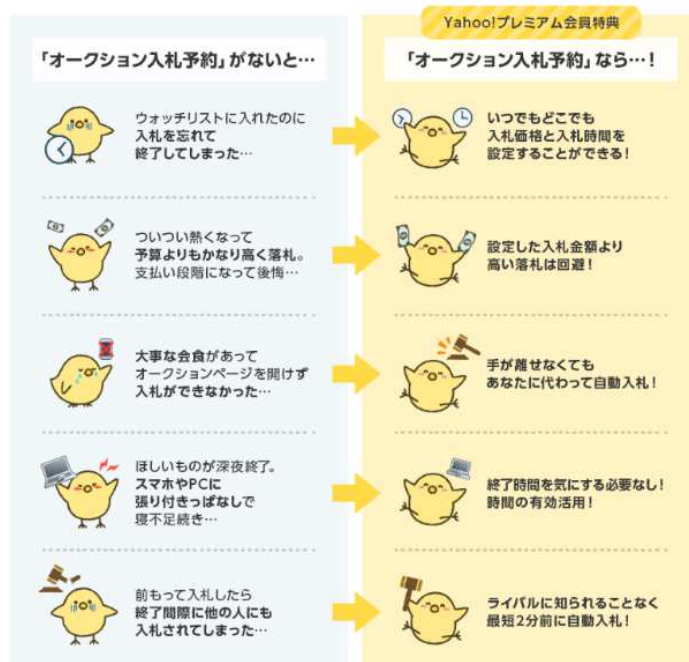 Yahoo!プレミアム会員特典
「オークション入札予約」がないと…
「オークション入札予約」なら…！
ウォッチリストに入れたのに
入札を忘れて
終了してしまった…
いつでもどこでも
入札価格と入札時間を
設定することができる！
ついつい熱くなって
予算よりもかなり高く落札。
支払い段階になって後悔…
設定した入札金額より
高い落札は回避！
大事な会食があって
オークションページを開けず
入札ができなかった…
手が離せなくても
あなたに代わって自動入札！
ほしいものが深夜終了。
スマホやPCに
張り付きっぱなしで
寝不足続き…
終了時間を気にする必要なし！
時間の有効活用！
前もって入札したら
終了間際に他の人にも
入札されてしまった…
ライバルに知られることなく
最短2分前に自動入札！